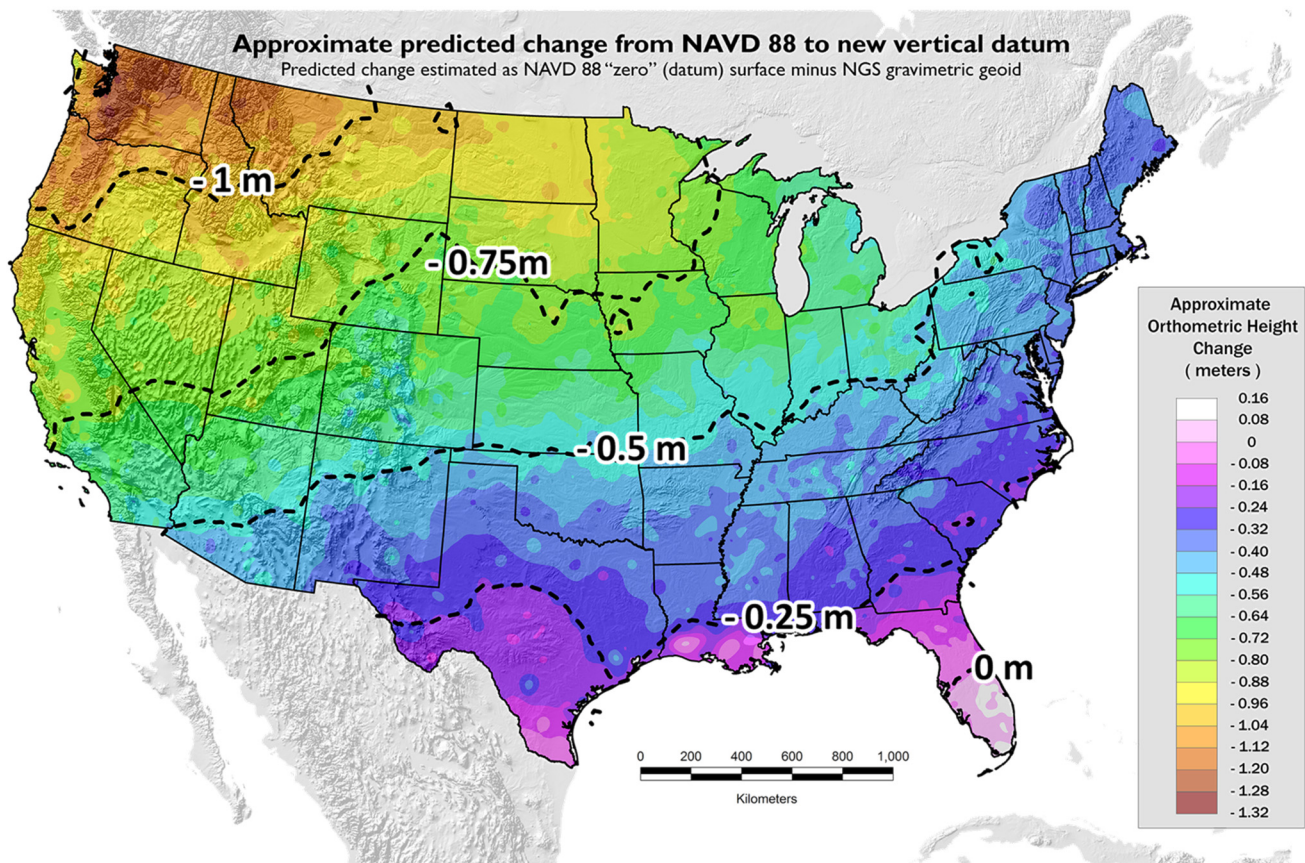 Approximate predicted change from NAVD 88 to new vertical datum
Predicted change estimated as NAVD 88 “zero” (datum) surface minus NGS gravimetric geoid
- 1 m
- 0.75m
- 0.5 m
- 0.25 m
0 m
0 200 400 600 800 1,000
Kilometers
Approximate
Orthometric Height
Change
( meters )
0.16
0.08
0
- 0.08
- 0.16
- 0.24
- 0.32
- 0.40
- 0.48
- 0.56
- 0.64
- 0.72
- 0.80
- 0.88
- 0.96
- 1.04
- 1.12
- 1.20
- 1.28
- 1.32